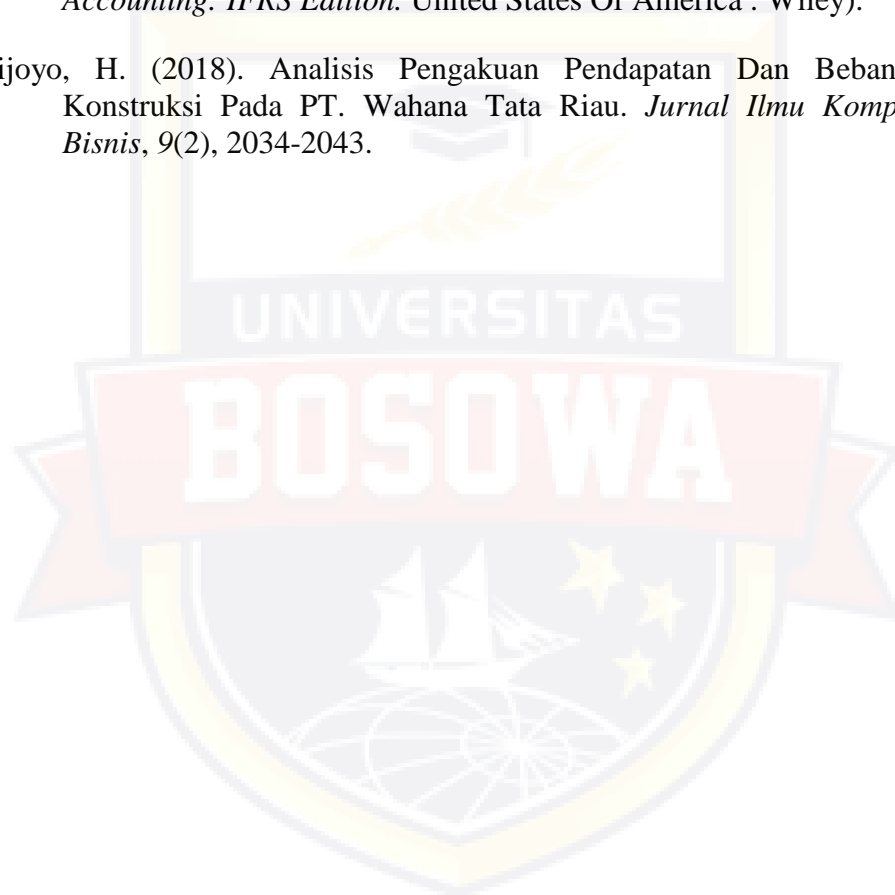 Accounting: IFRS Edition. United States Of America : Wiley).
ijoyo, H. (2018). Analisis Pengakuan Pendapatan Dan Beban
Konstruksi Pada PT. Wahana Tata Riau. Jurnal Ilmu Komp
Bisnis, 9(2), 2034-2043.
UNIVERSITAS
BOSOWA